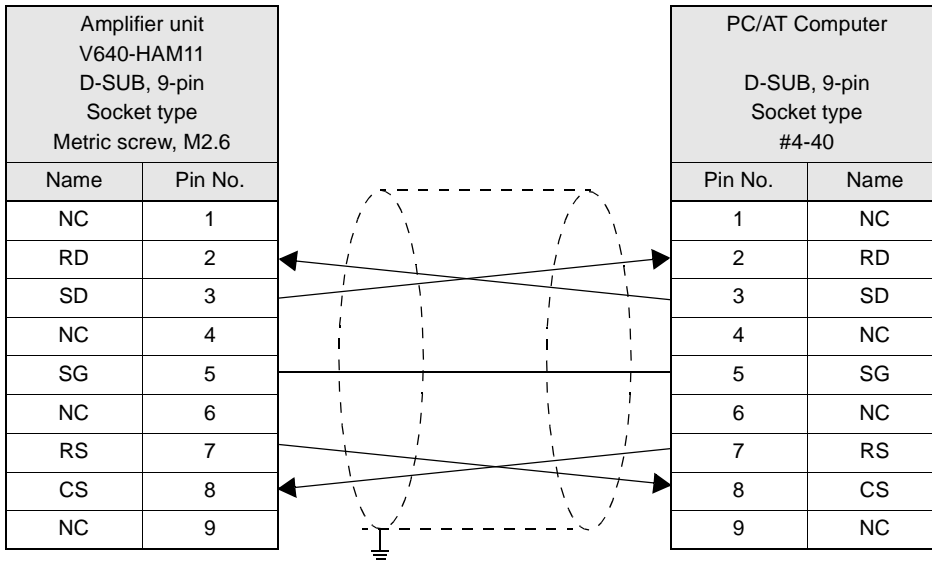 Amplifier unit
V640-HAM11
D-SUB, 9-pin
Socket type
Metric screw, M2.6
Name Pin No.
NC 1
RD 2
SD 3
NC 4
SG 5
NC 6
RS 7
CS 8
NC 9
PC/AT Computer
D-SUB, 9-pin
Socket type
#4-40
Pin No. Name
1 NC
2 RD
3 SD
4 NC
5 SG
6 NC
7 RS
8 CS
9 NC